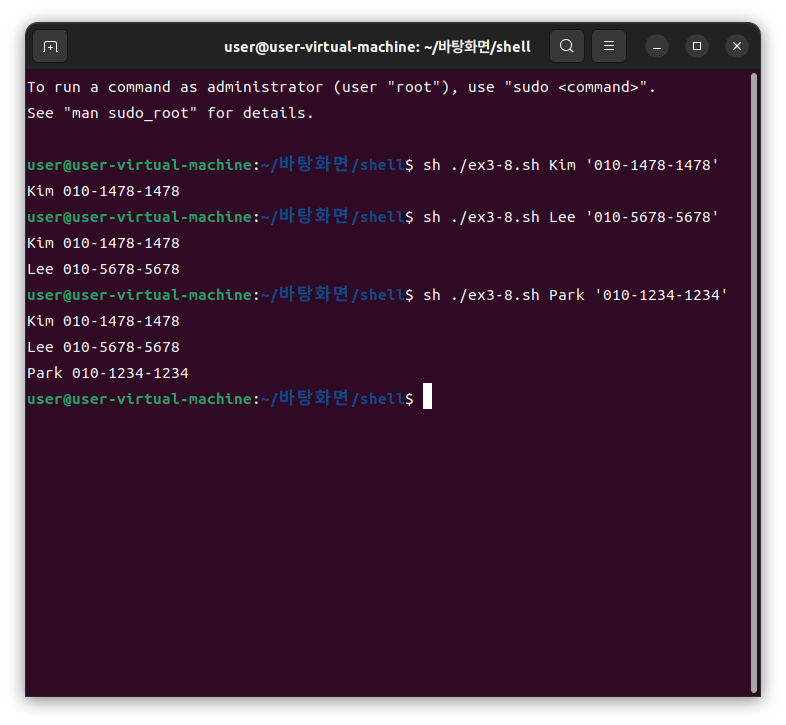 user@user-virtual-machine: ~/바탕화면/shell
To run a command as administrator (user "root"), use "sudo <command>".
See "man sudo_root" for details.
user@user-virtual-machine:~/바탕화면/shell$ sh ./ex3-8.sh Kim '010-1478-1478'
Kim 010-1478-1478
user@user-virtual-machine:~/바탕화면/shell$ sh ./ex3-8.sh Lee '010-5678-5678'
Kim 010-1478-1478
Lee 010-5678-5678
user@user-virtual-machine:~/바탕화면/shell$ sh ./ex3-8.sh Park '010-1234-1234'
Kim 010-1478-1478
Lee 010-5678-5678
Park 010-1234-1234
user@user-virtual-machine:~/바탕화면/shell$